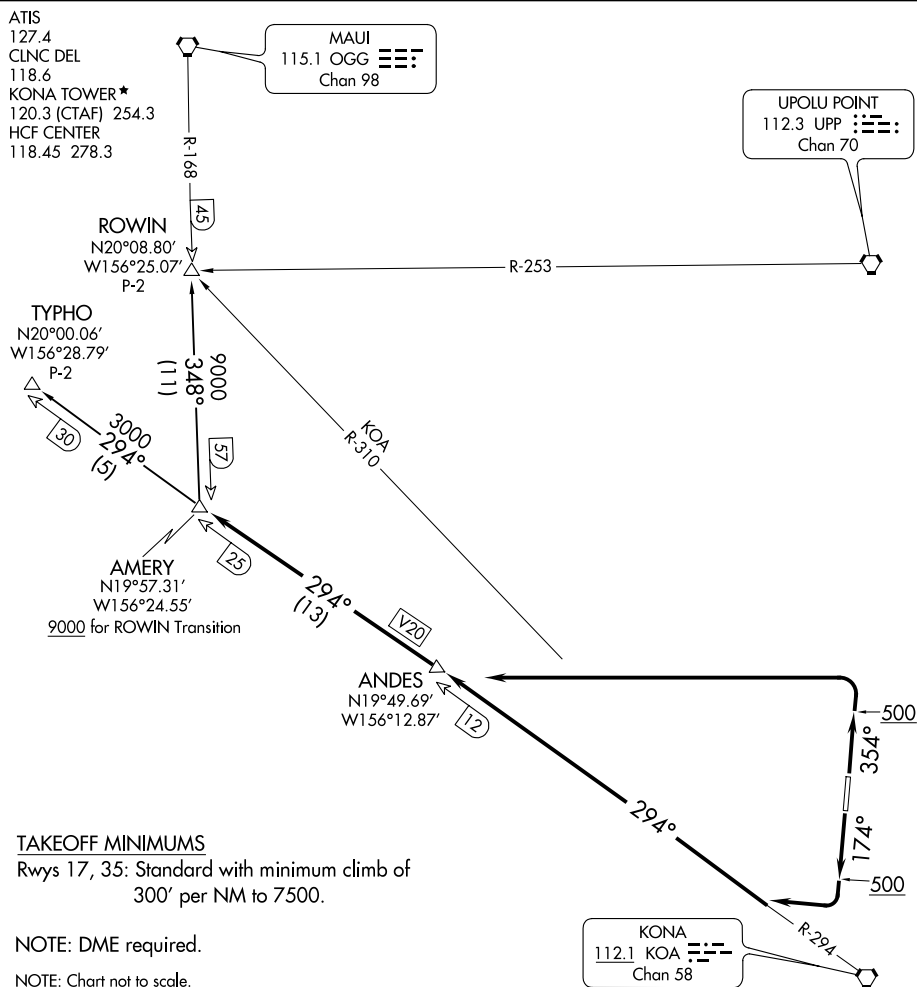 ATIS
127.4
CLNC DEL
118.6
KONA TOWER★
120.3 (CTAF) 254.3
HCF CENTER
118.45 278.3
MAUI
115.1 OGG
Chan 98
UPOLU POINT
112.3 UPP
Chan 70
R-168
45
ROWIN
N20°08.80'
W156°25.07'
P-2
R-253
TYPHO
N20°00.06'
W156°28.79'
P-2
30
3000
294°
(5)
9000
348°
(11)
57
KOA
R-310
AMERY
N19°57.31'
W156°24.55'
9000 for ROWIN Transition
25
294°
(13)
V20
ANDES
N19°49.69'
W156°12.87'
12
294°
500
354°
174°
500
R-294
KONA
112.1 KOA
Chan 58
TAKEOFF MINIMUMS
Rwys 17, 35: Standard with minimum climb of
300' per NM to 7500.
NOTE: DME required.
NOTE: Chart not to scale.